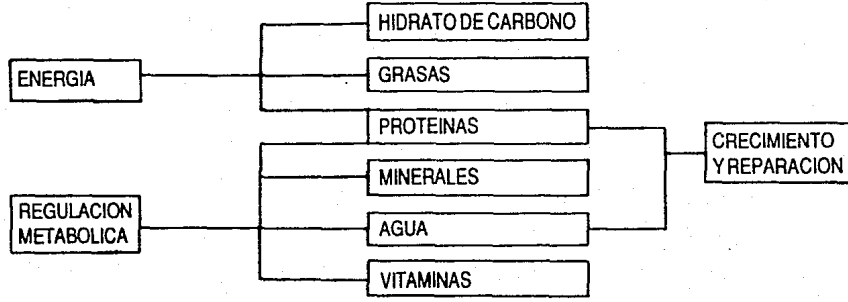 HIDRATO DE CARBONO
ENERGIA
GRASAS
PROTEINAS
CRECIMIENTO
Y REPARACION
MINERALES
REGULACION
METABOLICA
AGUA
VITAMINAS